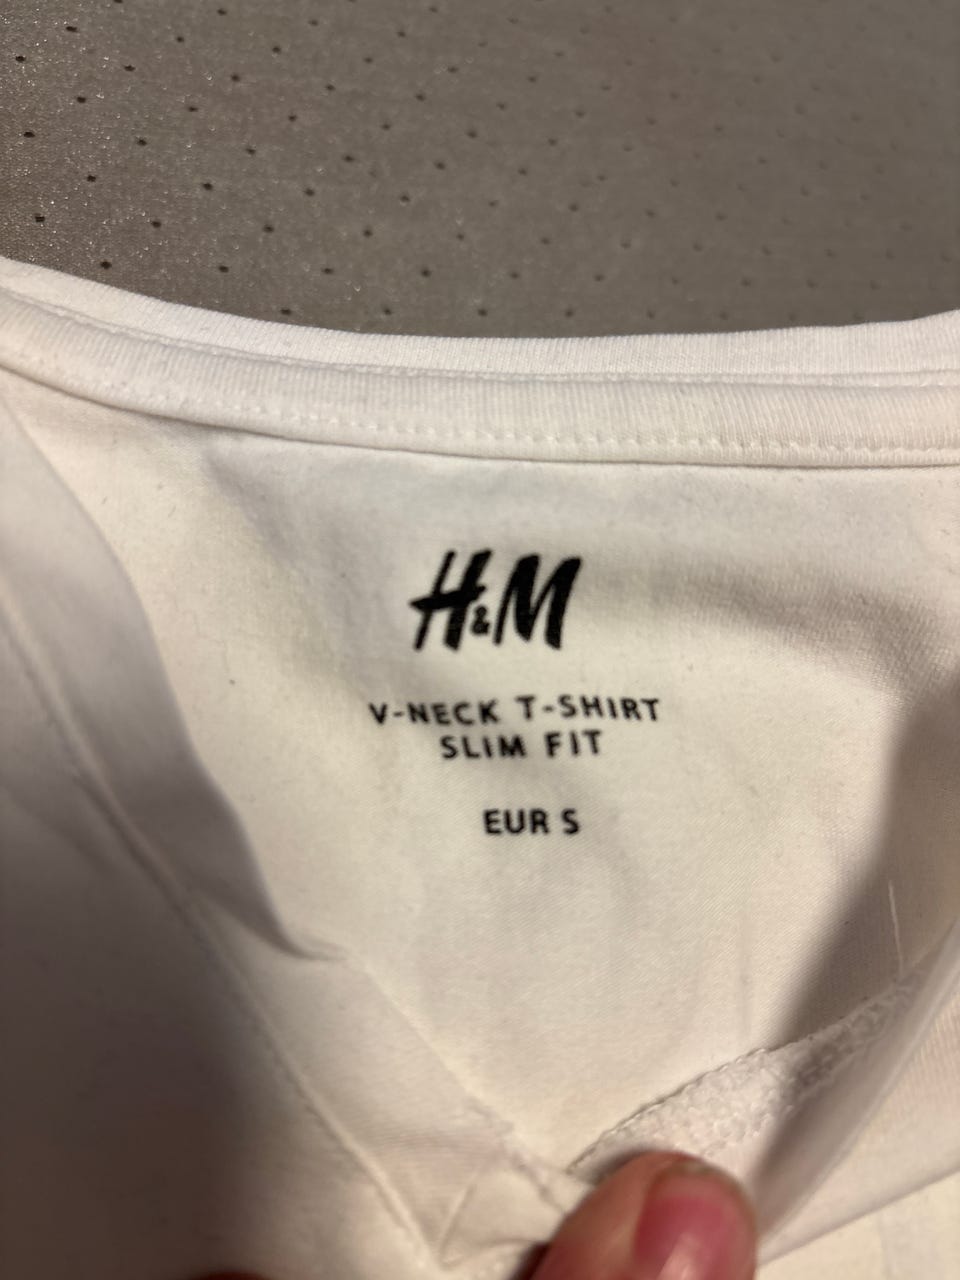 H&M
V-NECK T-SHIRT
SLIM FIT
EUR S